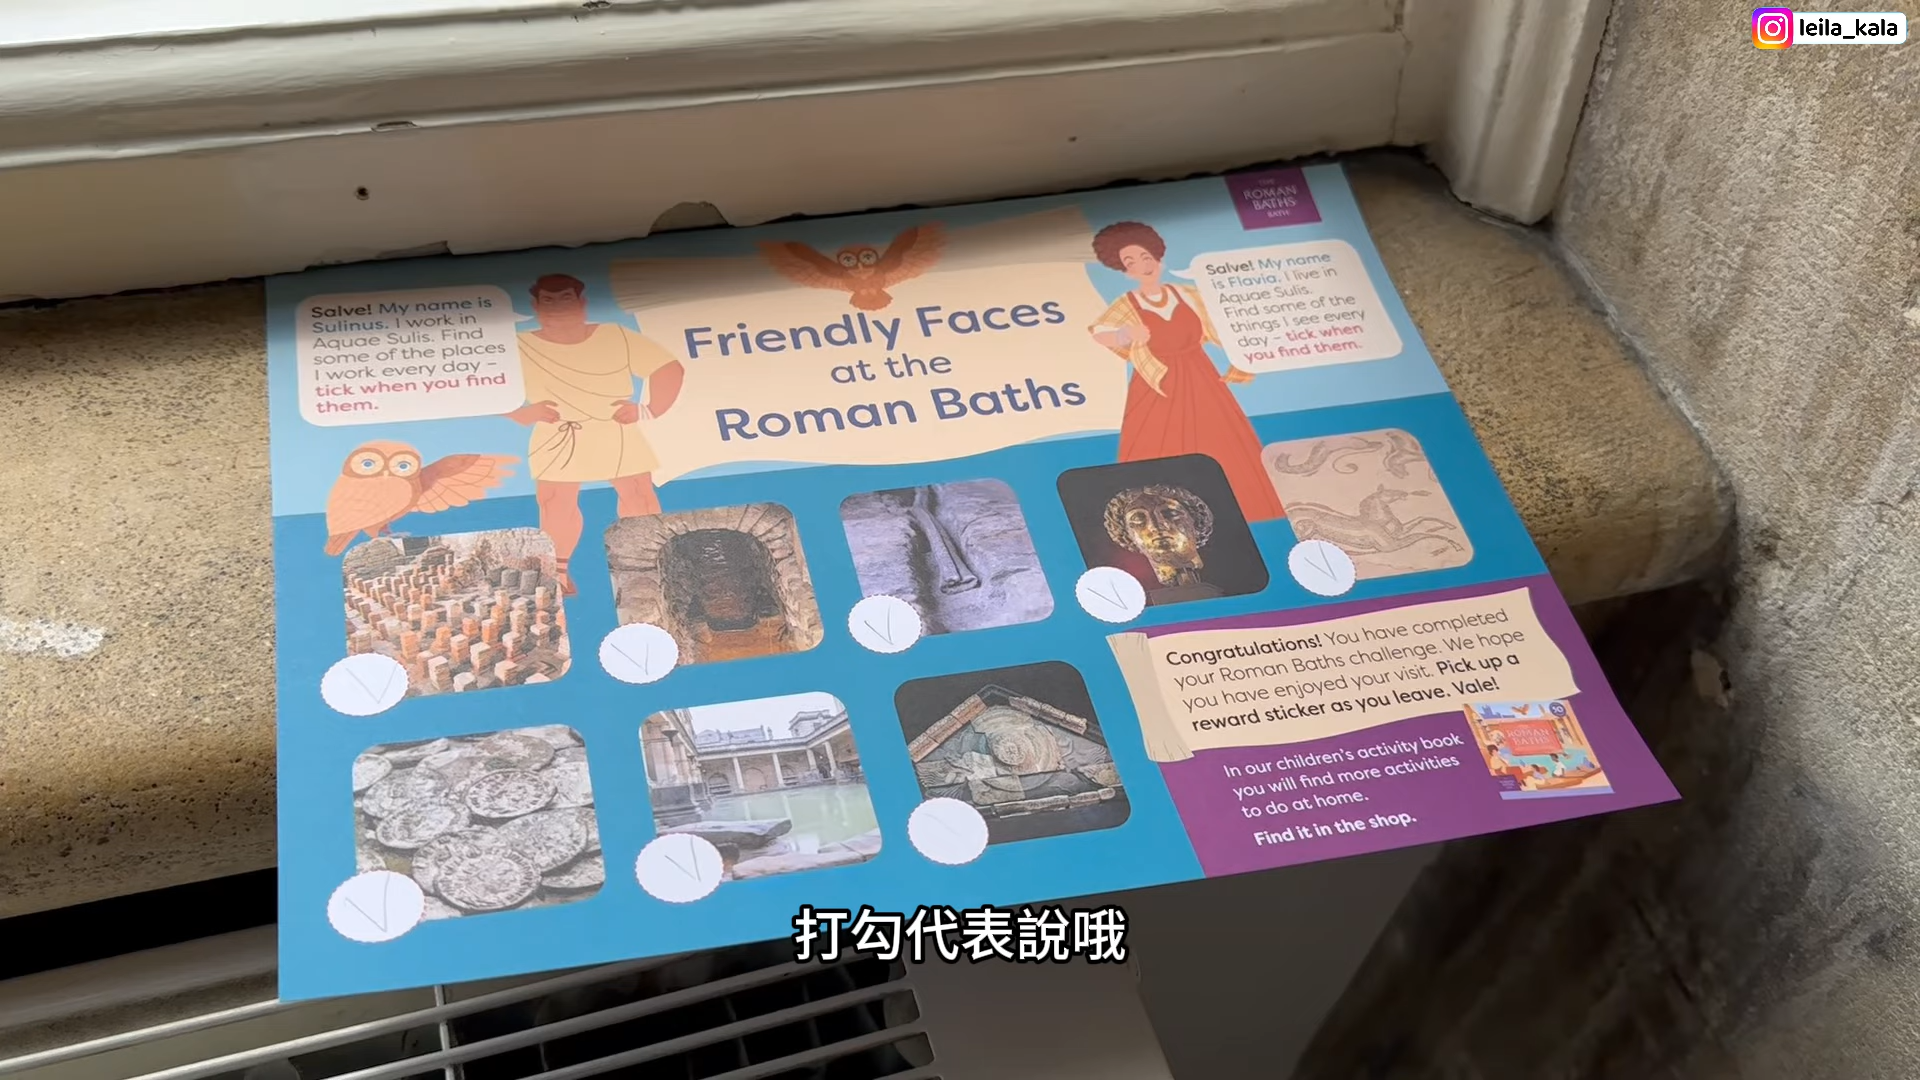 leila_kala
THE
ROMAN
BATHS
BATH
Salve! My name is
Sulinus. I work in
Aquae Sulis. Find
some of the places
I work every day –
tick when you find
them.
Friendly Faces
at the
Roman Baths
Salve! My name
is Flavia. I live in
Aquae Sulis.
Find some of the
things I see every
day – tick when
you find them.
Congratulations! You have completed
your Roman Baths challenge. We hope
you have enjoyed your visit. Pick up a
reward sticker as you leave. Vale!
In our children's activity book
you will find more activities
to do at home.
Find it in the shop.
ROMAN
BATHS
打勾代表說哦